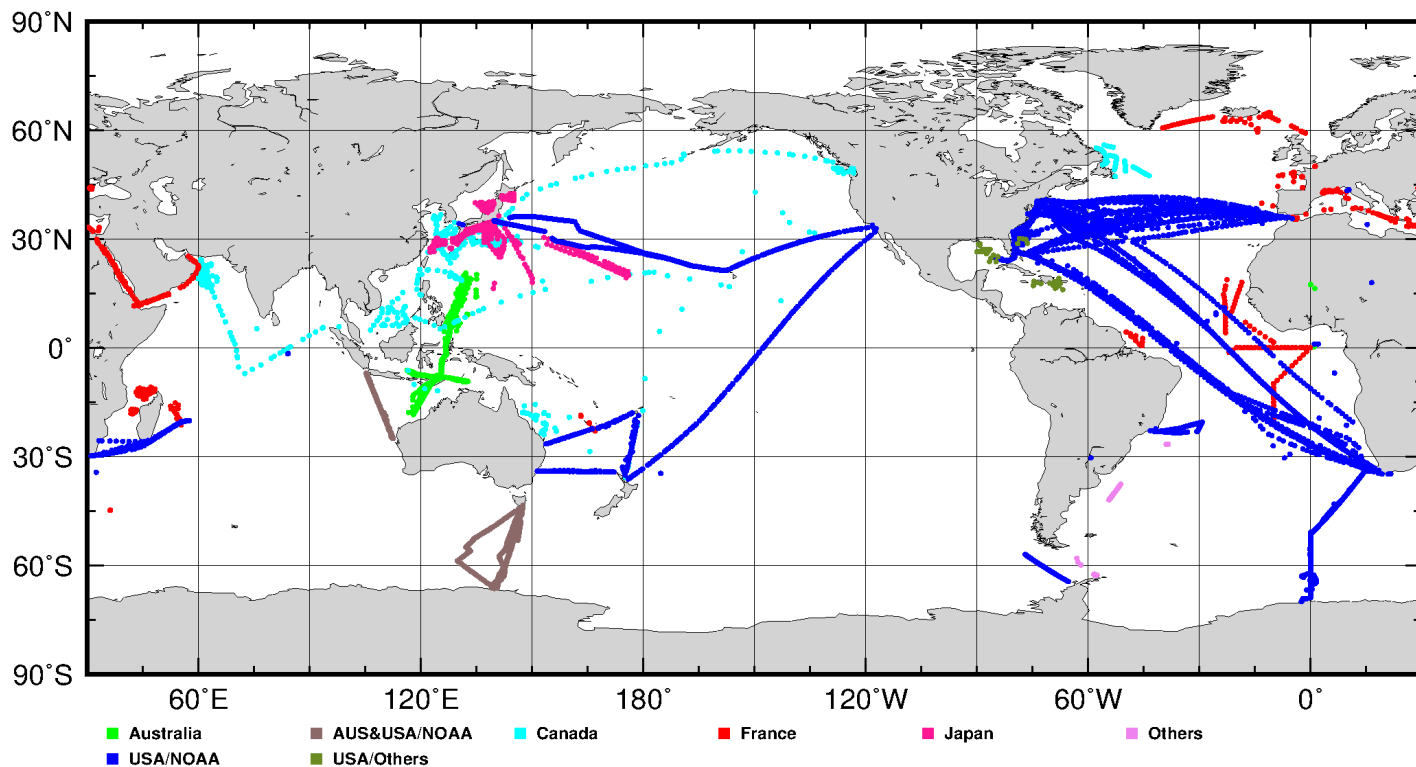 90˚N
60˚N
30˚N
0˚
30˚S
60˚S
90˚S
60˚E 120˚E 180˚ 120˚W 60˚W 0˚
Australia AUS&USA/NOAA Canada France Japan Others
USA/NOAA USA/Others